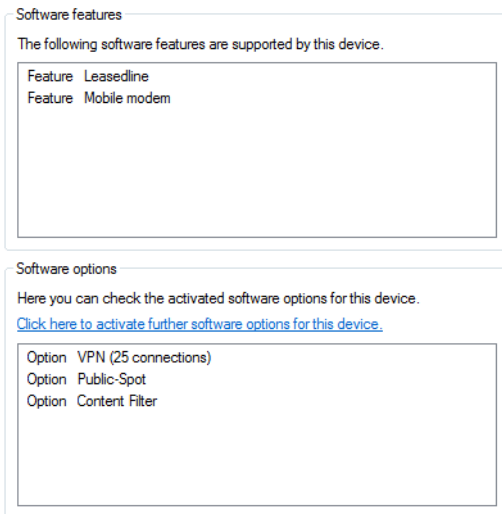 Software features
The following software features are supported by this device.
Feature Leasedline
Feature Mobile modem
Software options
Here you can check the activated software options for this device.
Click here to activate further software options for this device.
Option VPN (25 connections)
Option Public-Spot
Option Content Filter